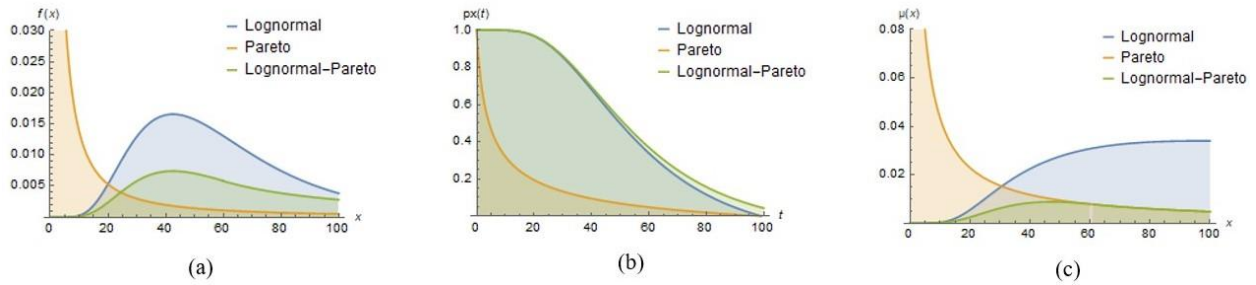 f(x)
0.030
0.025
0.020
0.015
0.010
0.005
0 20 40 60 80 100 x
Lognormal
Pareto
Lognormal-Pareto
(a)
px(t)
1.0
0.8
0.6
0.4
0.2
0 20 40 60 80 100 t
Lognormal
Pareto
Lognormal-Pareto
(b)
μ(x)
0.08
0.06
0.04
0.02
0 20 40 60 80 100 x
Lognormal
Pareto
Lognormal-Pareto
(c)